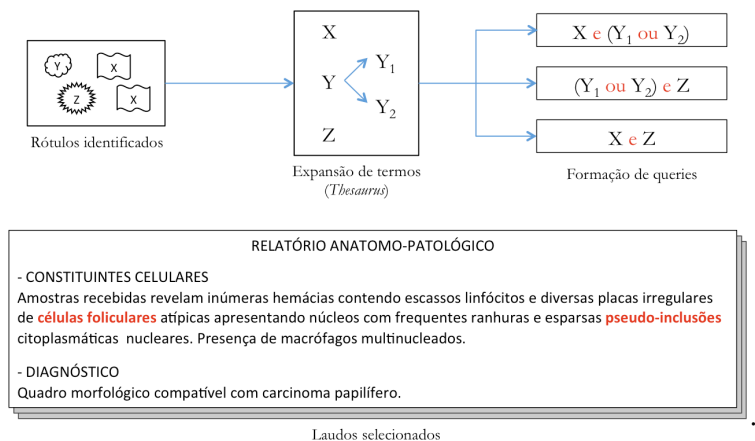 Y
X
Z
X
Rótulos identificados
X
Y
Y1
Y2
Z
Expansão de termos
(Thesaurus)
X e (Y1 ou Y2)
(Y1 ou Y2) e Z
X e Z
Formação de queries
RELATÓRIO ANATOMO-PATOLÓGICO
- CONSTITUINTES CELULARES
Amostras recebidas revelam inúmeras hemácias contendo escassos linfócitos e diversas placas irregulares
de células foliculares atípicas apresentando núcleos com frequentes ranhuras e esparsas pseudo-inclusões
citoplasmáticas nucleares. Presença de macrófagos multinucleados.
- DIAGNÓSTICO
Quadro morfológico compatível com carcinoma papilífero.
Laudos selecionados